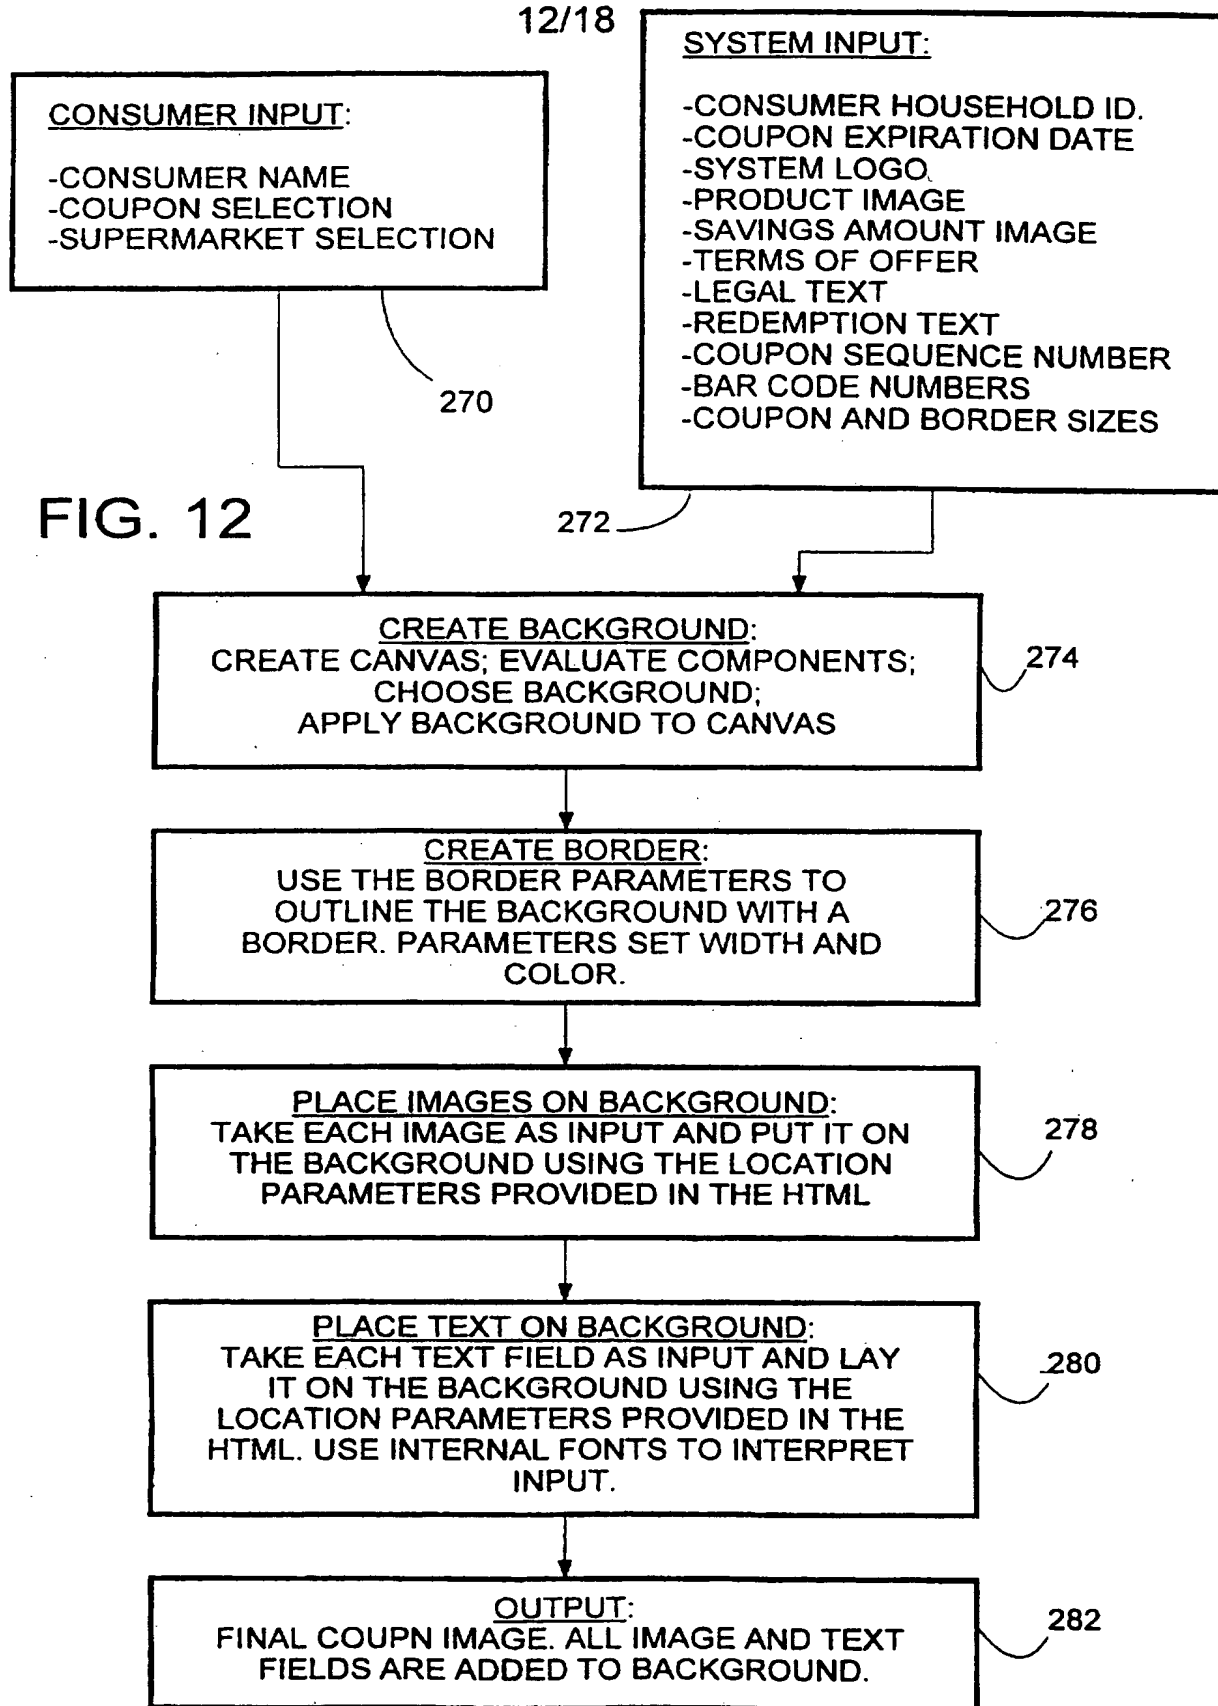 12/18
CONSUMER INPUT:
-CONSUMER NAME
-COUPON SELECTION
-SUPERMARKET SELECTION
270
SYSTEM INPUT:
-CONSUMER HOUSEHOLD ID.
-COUPON EXPIRATION DATE
-SYSTEM LOGO
-PRODUCT IMAGE
-SAVINGS AMOUNT IMAGE
-TERMS OF OFFER
-LEGAL TEXT
-REDEMPTION TEXT
-COUPON SEQUENCE NUMBER
-BAR CODE NUMBERS
-COUPON AND BORDER SIZES
272
FIG. 12
CREATE BACKGROUND:
CREATE CANVAS; EVALUATE COMPONENTS;
CHOOSE BACKGROUND;
APPLY BACKGROUND TO CANVAS
274
CREATE BORDER:
USE THE BORDER PARAMETERS TO
OUTLINE THE BACKGROUND WITH A
BORDER. PARAMETERS SET WIDTH AND
COLOR.
276
PLACE IMAGES ON BACKGROUND:
TAKE EACH IMAGE AS INPUT AND PUT IT ON
THE BACKGROUND USING THE LOCATION
PARAMETERS PROVIDED IN THE HTML
278
PLACE TEXT ON BACKGROUND:
TAKE EACH TEXT FIELD AS INPUT AND LAY
IT ON THE BACKGROUND USING THE
LOCATION PARAMETERS PROVIDED IN THE
HTML. USE INTERNAL FONTS TO INTERPRET
INPUT.
280
OUTPUT:
FINAL COUPN IMAGE. ALL IMAGE AND TEXT
FIELDS ARE ADDED TO BACKGROUND.
282